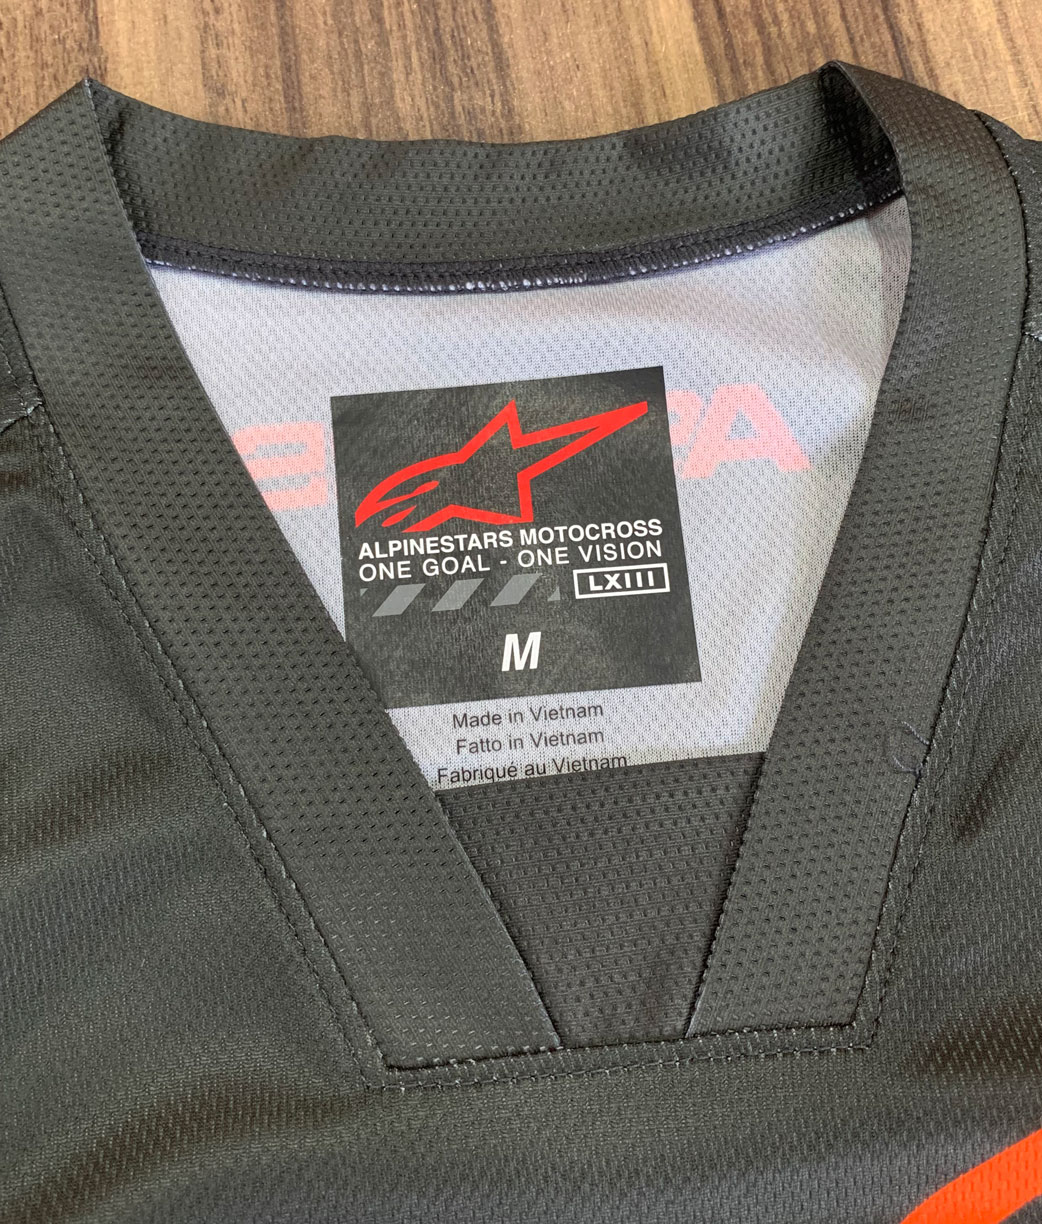 ALPINESTARS MOTOCROSS
ONE GOAL - ONE VISION
LXIII
M
Made in Vietnam
Fatto in Vietnam
Fabriqué au Vietnam